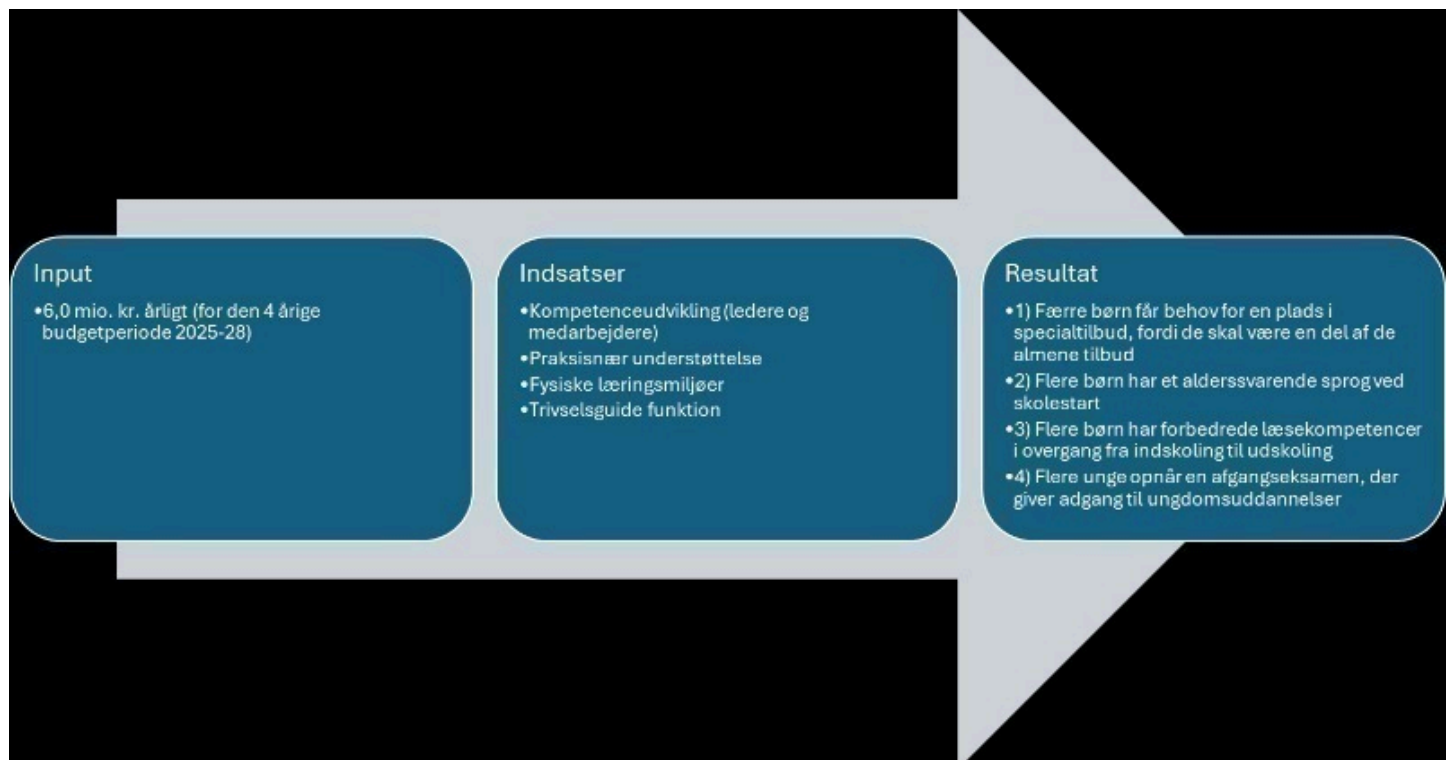 Input
•6,0 mio. kr. årligt (for den 4 årige
budgetperiode 2025-28)
Indsatser
•Kompetenceudvikling (ledere og
medarbejdere)
•Praksisnær understøttelse
•Fysiske læringsmiljøer
•Trivselsguide funktion
Resultat
•1) Færre børn får behov for en plads i
specialtilbud, fordi de skal være en del af de
almene tilbud
•2) Flere børn har et alderssvarende sprog ved
skolestart
•3) Flere børn har forbedrede læsekompetencer
i overgang fra indskoling til udskoling
•4) Flere unge opnår en afgangseksamen, der
giver adgang til ungdomsuddannelser